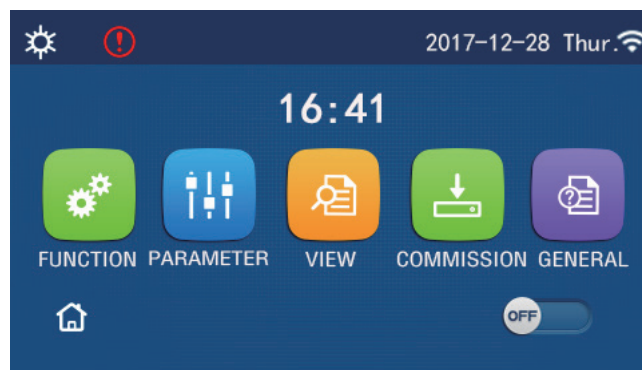 2017-12-28 Thur.
16:41
FUNCTION PARAMETER VIEW COMMISSION GENERAL
OFF